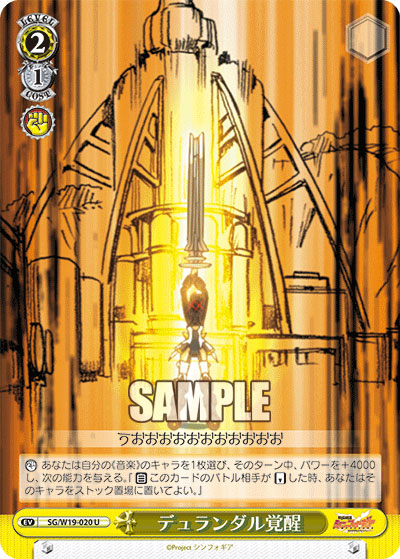 LEVEL
2
1
COST
SAMPLE
うおおおおおおおおおおおお
あなたは自分の《音楽》のキャラを1枚選び、そのターン中、パワーを+4000
し、次の能力を与える。『【自】このカードのバトル相手が した時、あなたはそ
のキャラをストック置場に置いてよい。』
EV
SG/W19-020 U
デュランダル覚醒
©Project シンフォギア